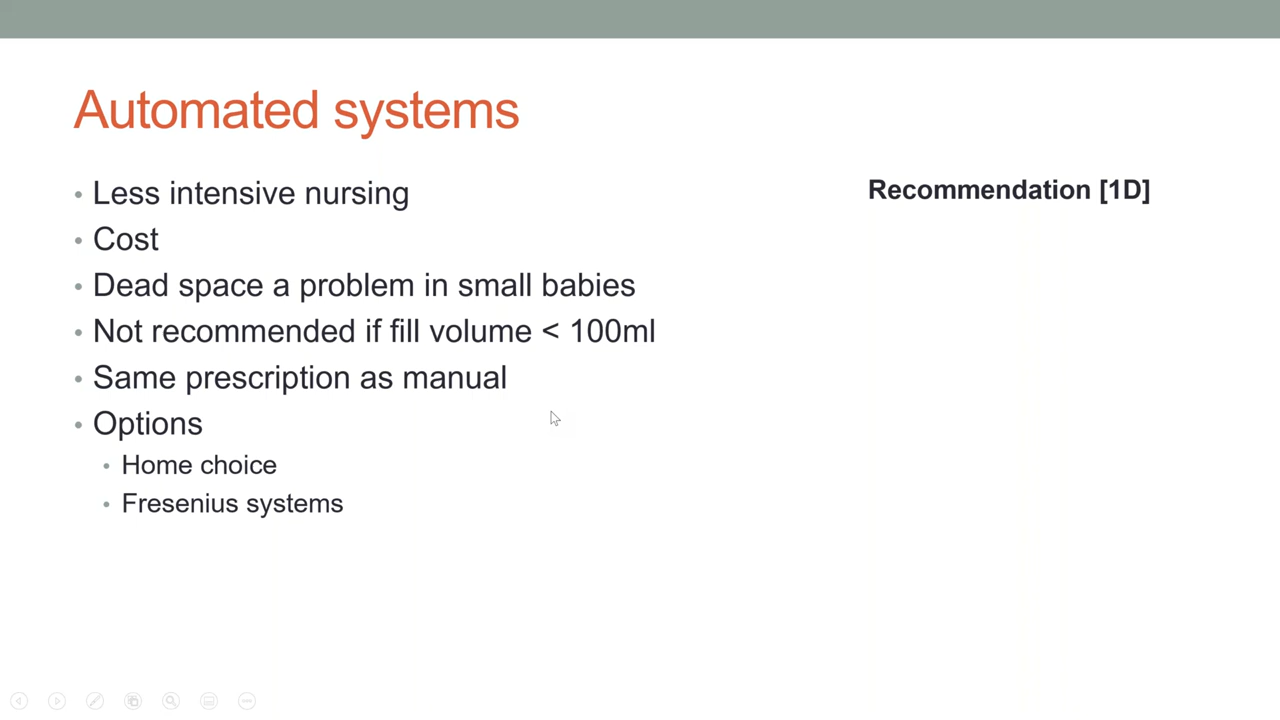 Automated systems
• Less intensive nursing
• Cost
• Dead space a problem in small babies
• Not recommended if fill volume < 100ml
• Same prescription as manual
• Options
• Home choice
• Fresenius systems
Recommendation [1D]